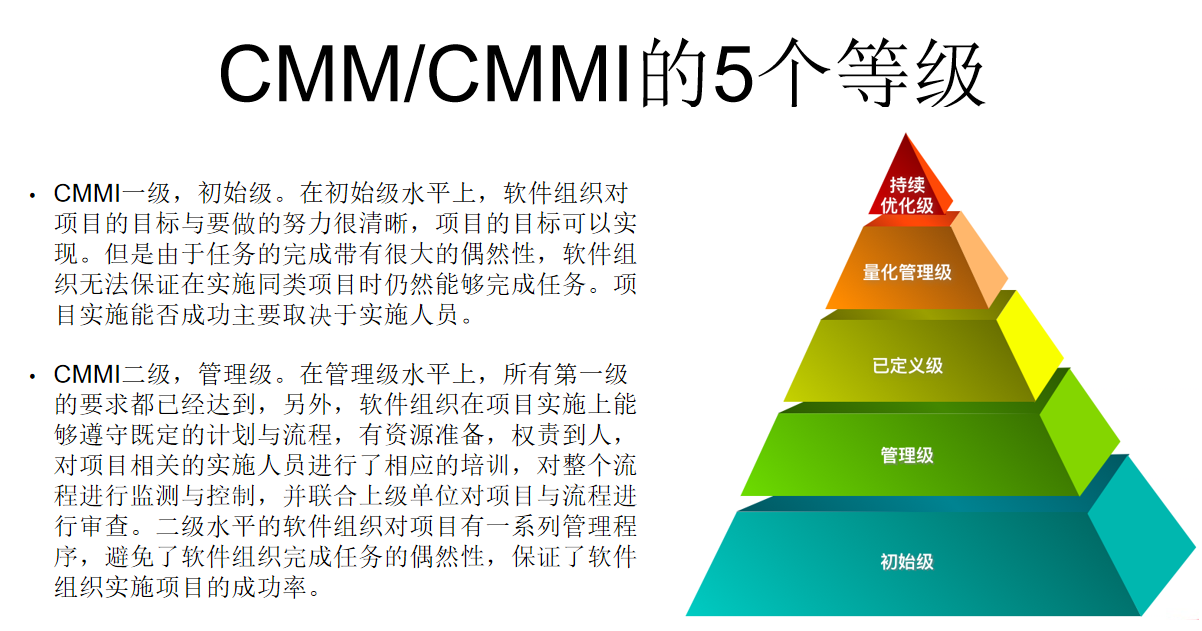 CMM/CMMI的5个等级
• CMMI一级，初始级。在初始级水平上，软件组织对
项目的目标与要做的努力很清晰，项目的目标可以实
现。但是由于任务的完成带有很大的偶然性，软件组
织无法保证在实施同类项目时仍然能够完成任务。项
目实施能否成功主要取决于实施人员。
• CMMI二级，管理级。在管理级水平上，所有第一级
的要求都已经达到，另外，软件组织在项目实施上能
够遵守既定的计划与流程，有资源准备，权责到人，
对项目相关的实施人员进行了相应的培训，对整个流
程进行监测与控制，并联合上级单位对项目与流程进
行审查。二级水平的软件组织对项目有一系列管理程
序，避免了软件组织完成任务的偶然性，保证了软件
组织实施项目的成功率。
持续
优化级
量化管理级
已定义级
管理级
初始级